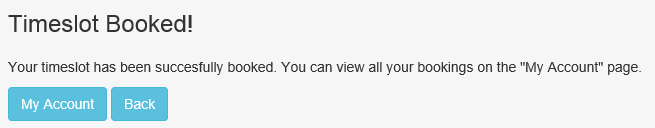 Timeslot Booked!
Your timeslot has been succesfully booked. You can view all your bookings on the "My Account" page.
My Account Back